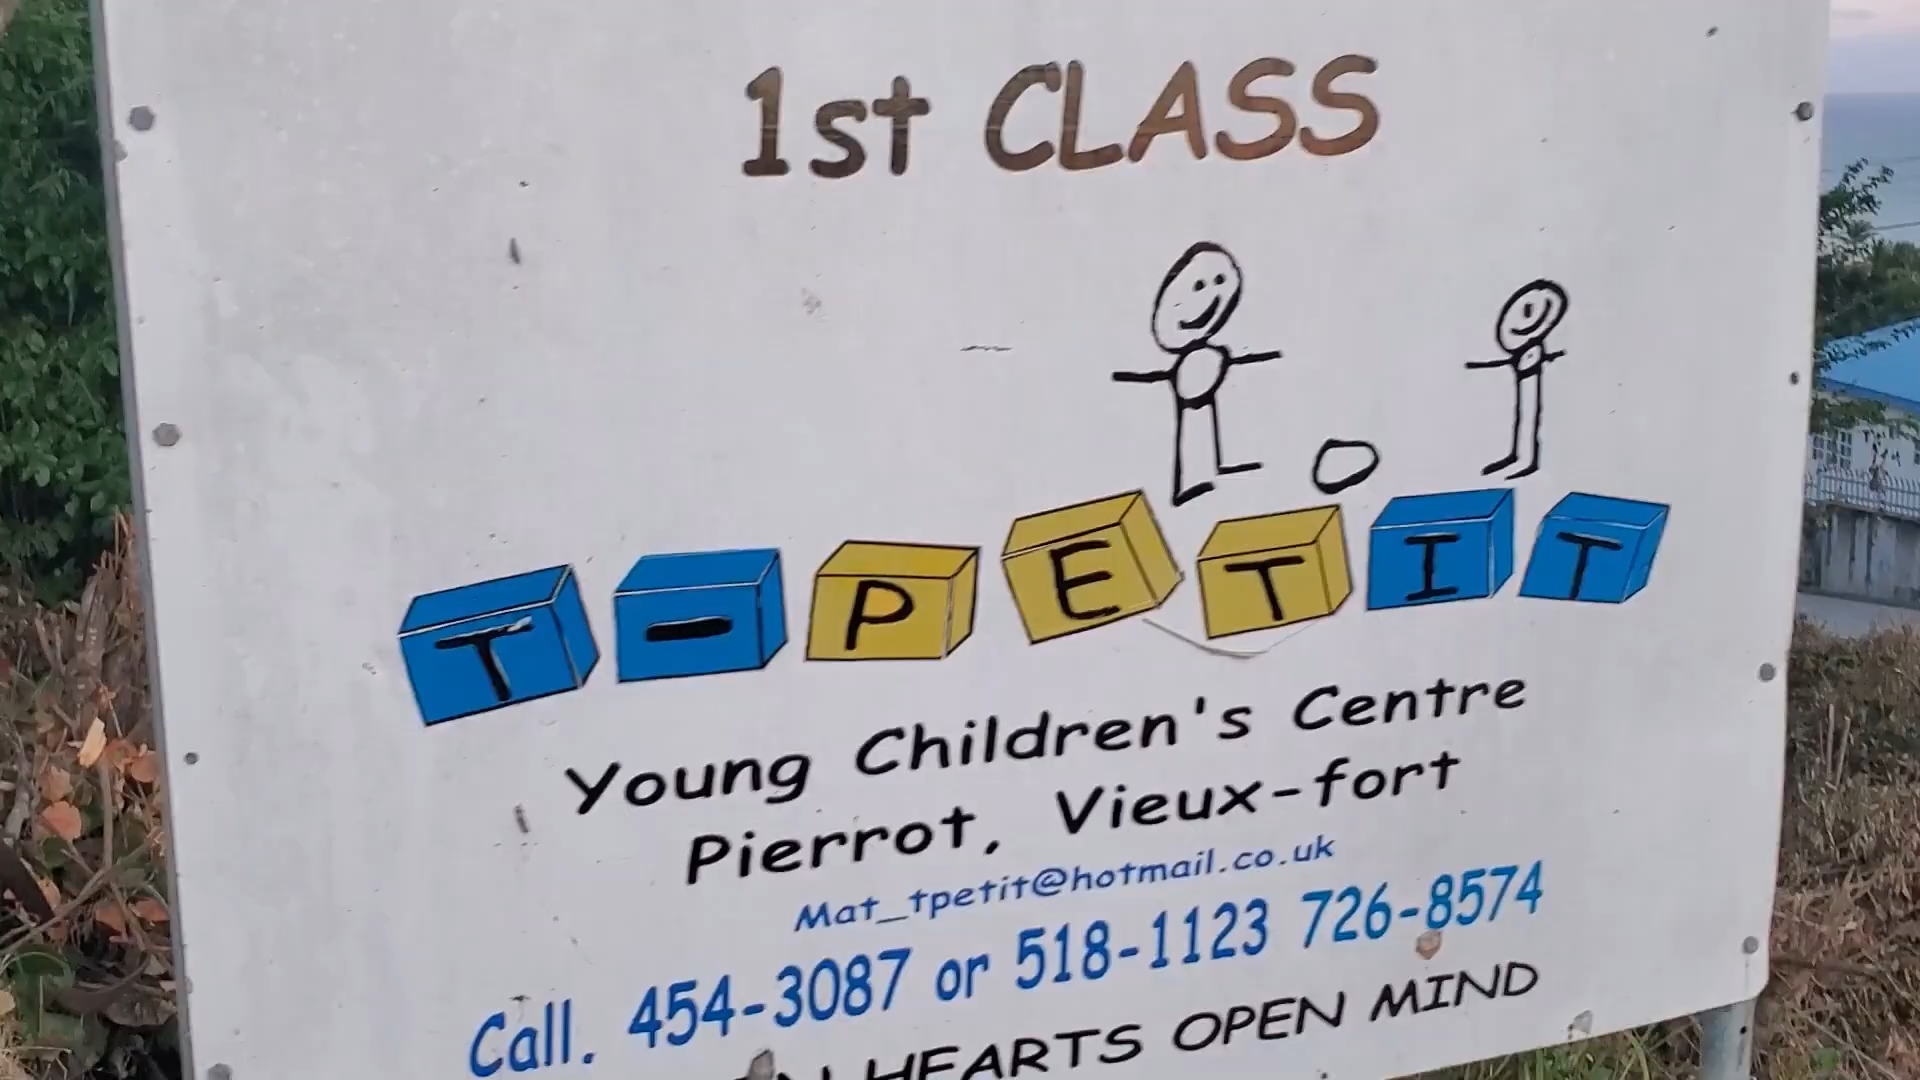 1st CLASS
T-PETIT
Young Children's Centre
Pierrot, Vieux-fort
Mat_tpetit@hotmail.co.uk
Call. 454-3087 or 518-1123 726-8574
HEARTS OPEN MIND